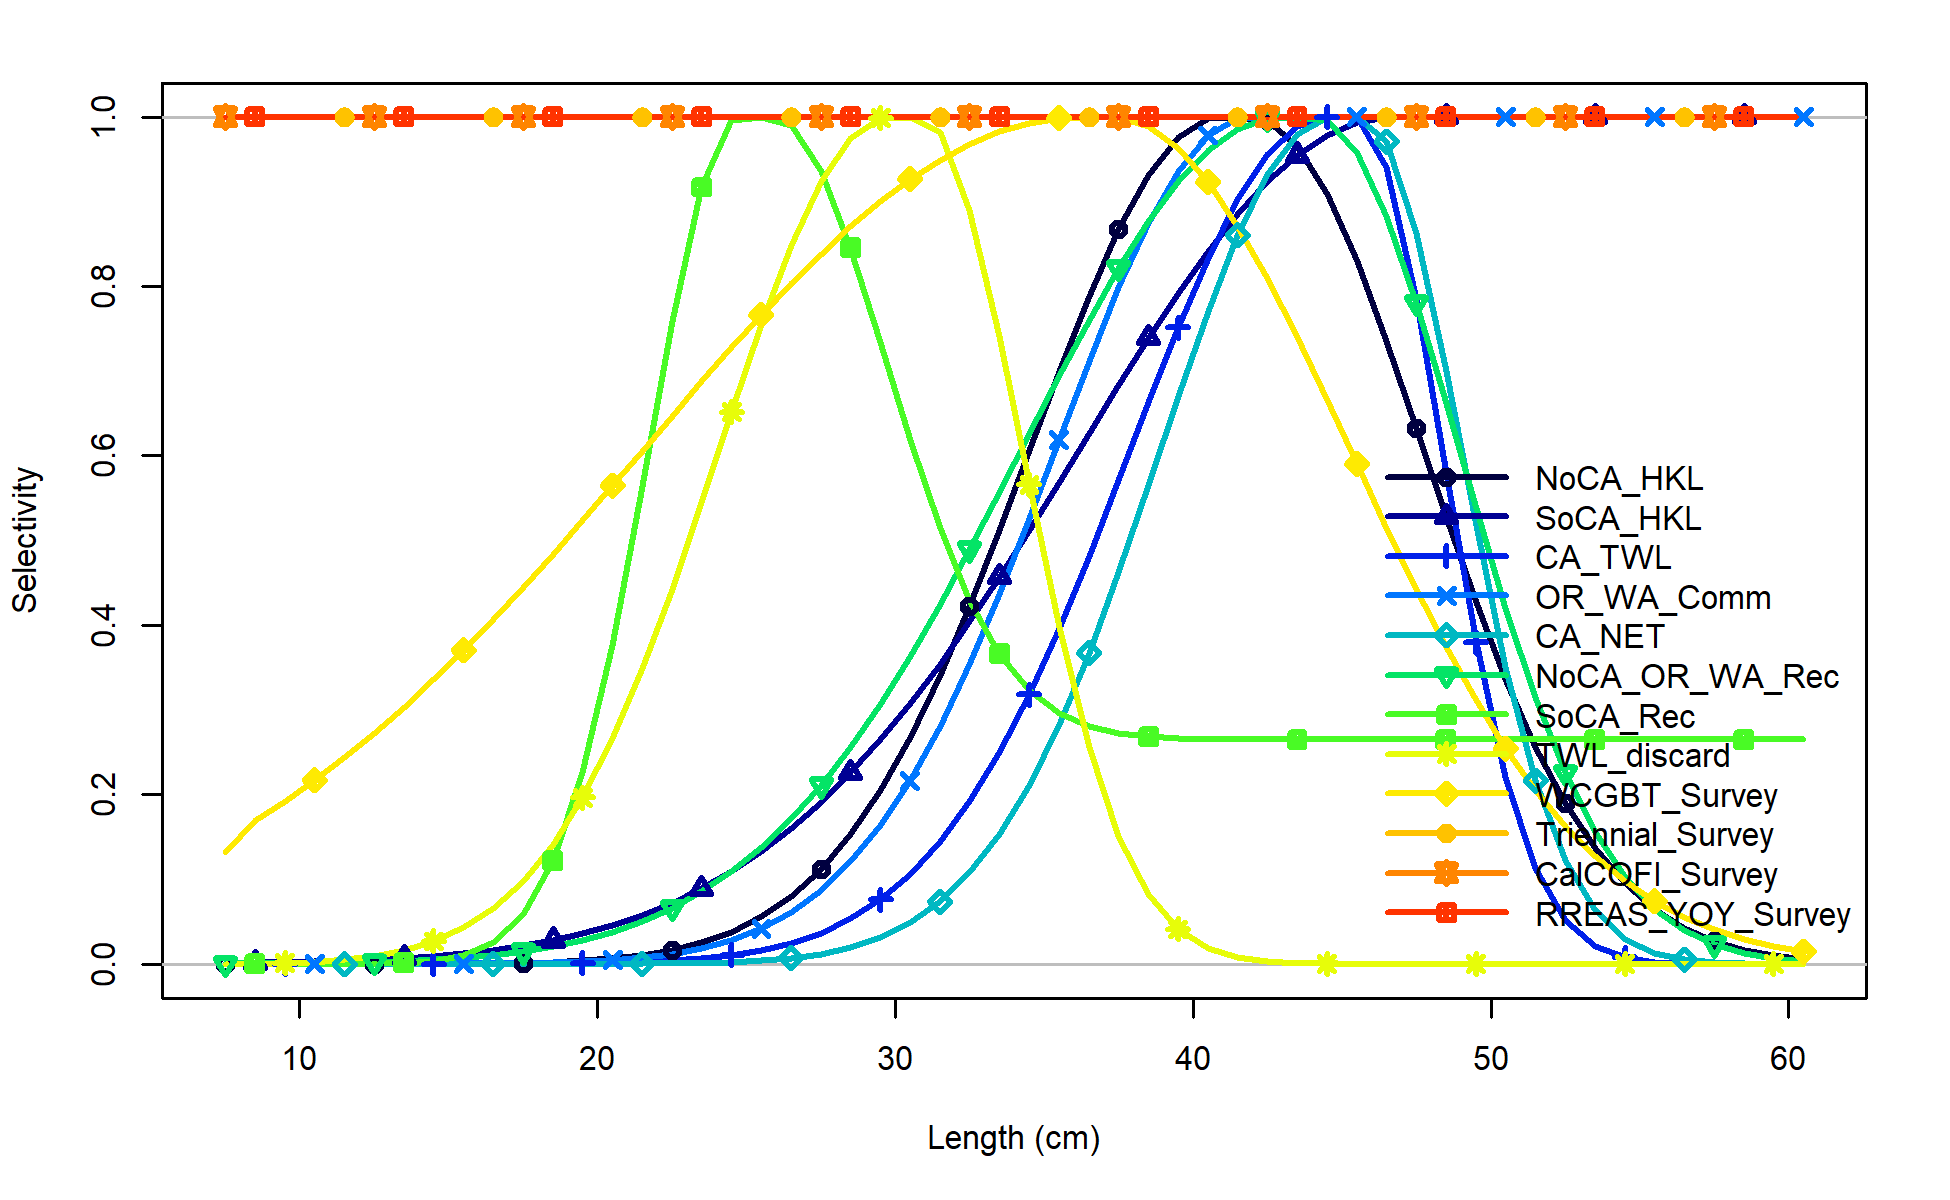 1.0
0.8
0.6
0.4
0.2
0.0
Selectivity
NoCA_HKL
SoCA_HKL
CA_TWL
OR_WA_Comm
CA_NET
NoCA_OR_WA_Rec
SoCA_Rec
TWL_discard
WCGBT_Survey
Triennial_Survey
CalCOFI_Survey
RREAS_YOY_Survey
10 20 30 40 50 60
Length (cm)